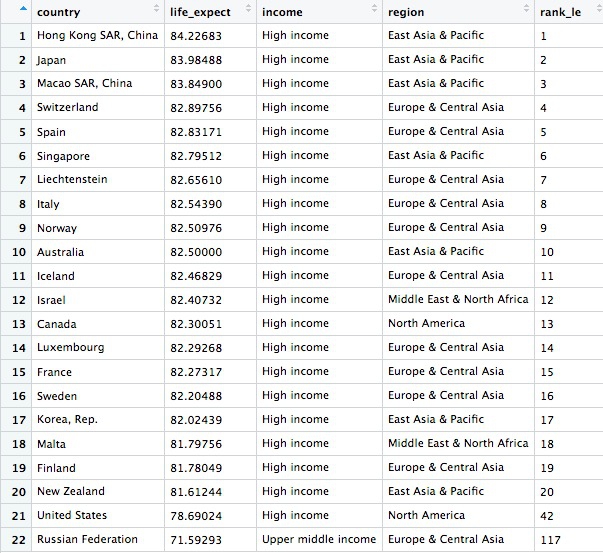 country life_expect income region rank_le
1 Hong Kong SAR, China 84.22683 High income East Asia & Pacific 1
2 Japan 83.98488 High income East Asia & Pacific 2
3 Macao SAR, China 83.84900 High income East Asia & Pacific 3
4 Switzerland 82.89756 High income Europe & Central Asia 4
5 Spain 82.83171 High income Europe & Central Asia 5
6 Singapore 82.79512 High income East Asia & Pacific 6
7 Liechtenstein 82.65610 High income Europe & Central Asia 7
8 Italy 82.54390 High income Europe & Central Asia 8
9 Norway 82.50976 High income Europe & Central Asia 9
10 Australia 82.50000 High income East Asia & Pacific 10
11 Iceland 82.46829 High income Europe & Central Asia 11
12 Israel 82.40732 High income Middle East & North Africa 12
13 Canada 82.30051 High income North America 13
14 Luxembourg 82.29268 High income Europe & Central Asia 14
15 France 82.27317 High income Europe & Central Asia 15
16 Sweden 82.20488 High income Europe & Central Asia 16
17 Korea, Rep. 82.02439 High income East Asia & Pacific 17
18 Malta 81.79756 High income Middle East & North Africa 18
19 Finland 81.78049 High income Europe & Central Asia 19
20 New Zealand 81.61244 High income East Asia & Pacific 20
21 United States 78.69024 High income North America 42
22 Russian Federation 71.59293 Upper middle income Europe & Central Asia 117